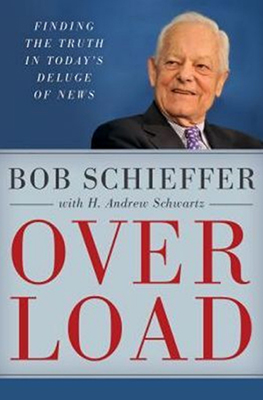 FINDING
THE TRUTH
IN TODAY'S
DELUGE
OF NEWS
BOB SCHIEFFER
with H. Andrew Schwartz
OVER
LOAD